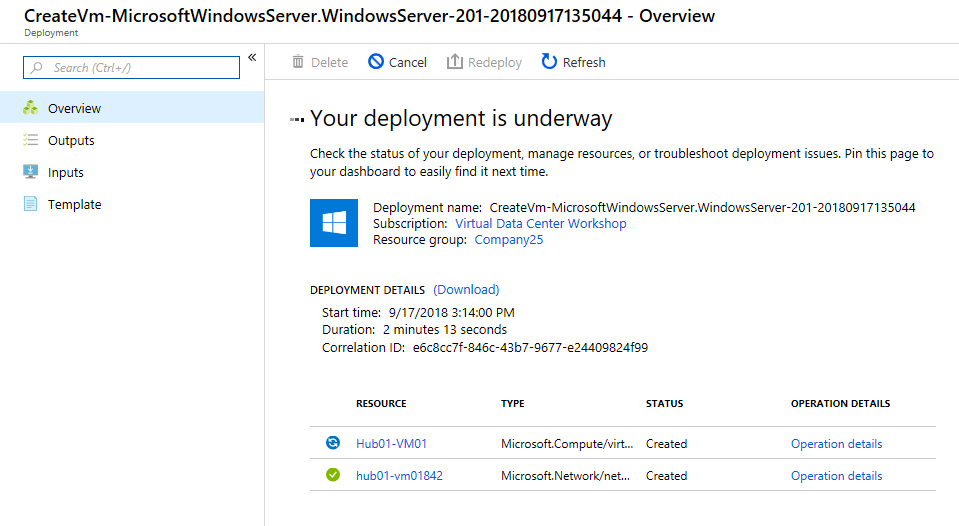 CreateVm-MicrosoftWindowsServer.WindowsServer-201-20180917135044 - Overview
Deployment
Search (Ctrl+/)
«
Delete
Cancel
Redeploy
Refresh
Overview
Outputs
Inputs
Template
Your deployment is underway
Check the status of your deployment, manage resources, or troubleshoot deployment issues. Pin this page to
your dashboard to easily find it next time.
Deployment name: CreateVm-MicrosoftWindowsServer.WindowsServer-201-20180917135044
Subscription: Virtual Data Center Workshop
Resource group: Company25
DEPLOYMENT DETAILS (Download)
Start time: 9/17/2018 3:14:00 PM
Duration: 2 minutes 13 seconds
Correlation ID: e6c8cc7f-846c-43b7-9677-e24409824f99
RESOURCE TYPE STATUS OPERATION DETAILS
Hub01-VM01 Microsoft.Compute/virt... Created Operation details
hub01-vm01842 Microsoft.Network/net... Created Operation details